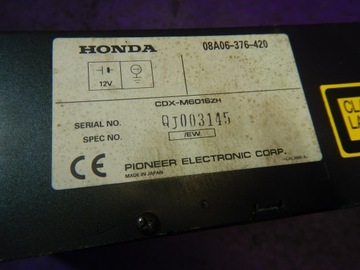 HONDA 08A06-376-420
12V
CDX-M6016ZH
SERIAL NO. QJ003145
SPEC NO. /EW
CE PIONEER ELECTRONIC CORP.
MADE IN JAPAN